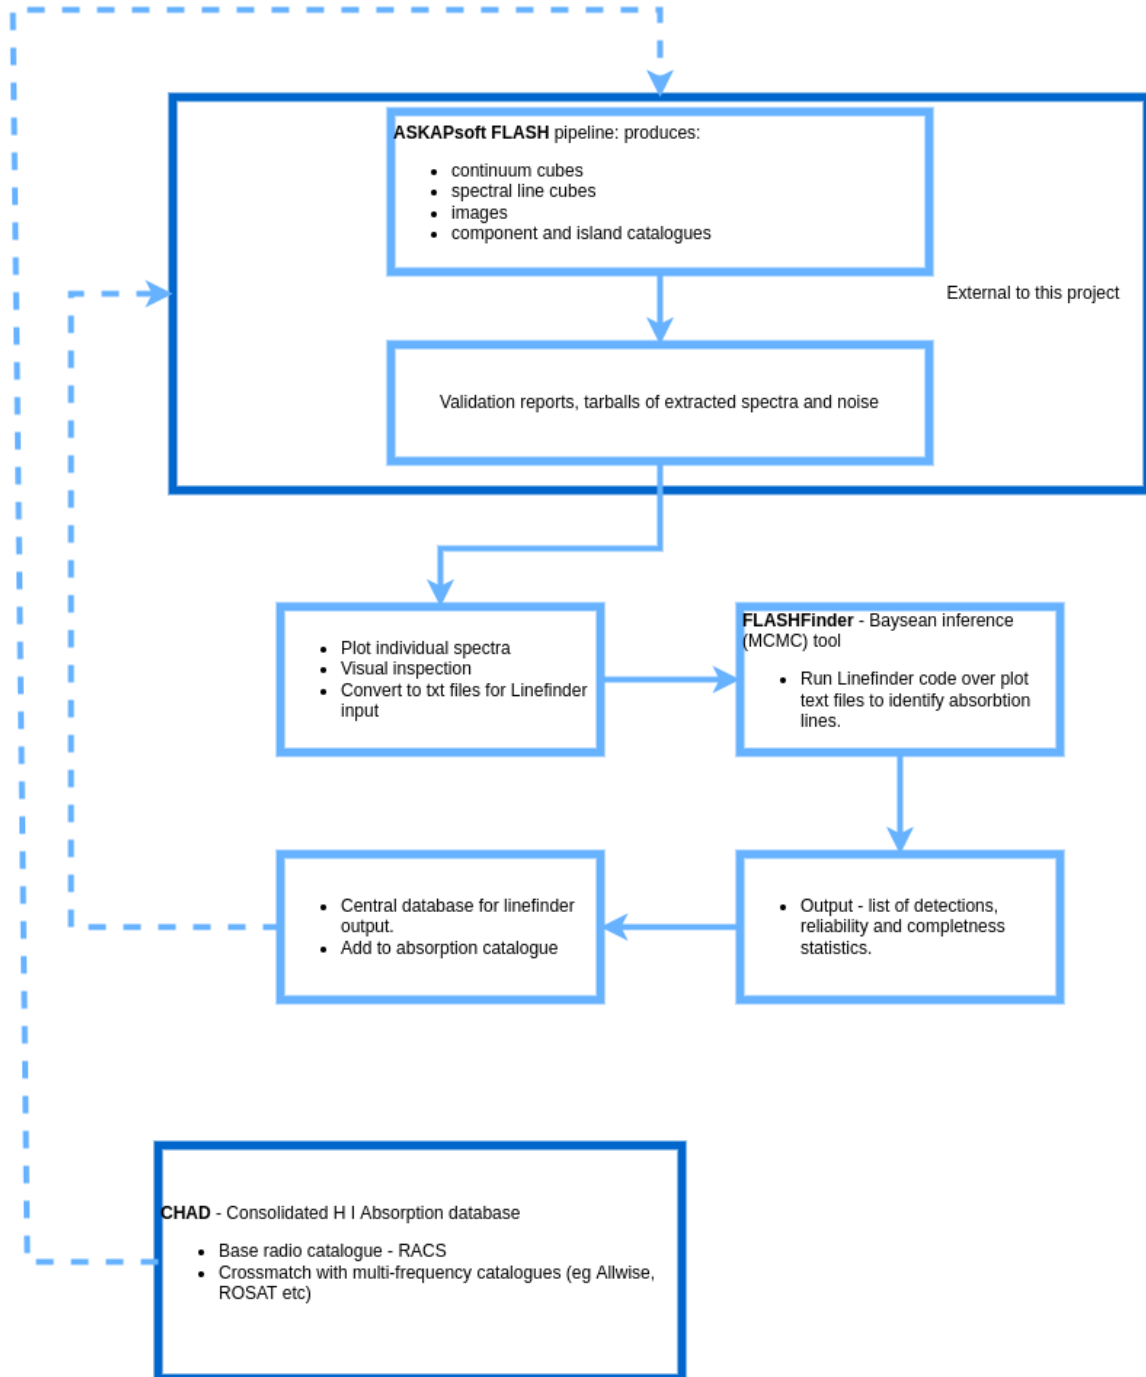 ASKAPsoft FLASH pipeline: produces:
• continuum cubes
• spectral line cubes
• images
• component and island catalogues
External to this project
Validation reports, tarballs of extracted spectra and noise
• Plot individual spectra
• Visual inspection
• Convert to txt files for Linefinder
input
FLASHFinder - Baysean inference
(MCMC) tool
• Run Linefinder code over plot
text files to identify absorbtion
lines.
• Central database for linefinder
output.
• Add to absorption catalogue
• Output - list of detections,
reliability and completness
statistics.
CHAD - Consolidated H I Absorption database
• Base radio catalogue - RACS
• Crossmatch with multi-frequency catalogues (eg Allwise,
ROSAT etc)